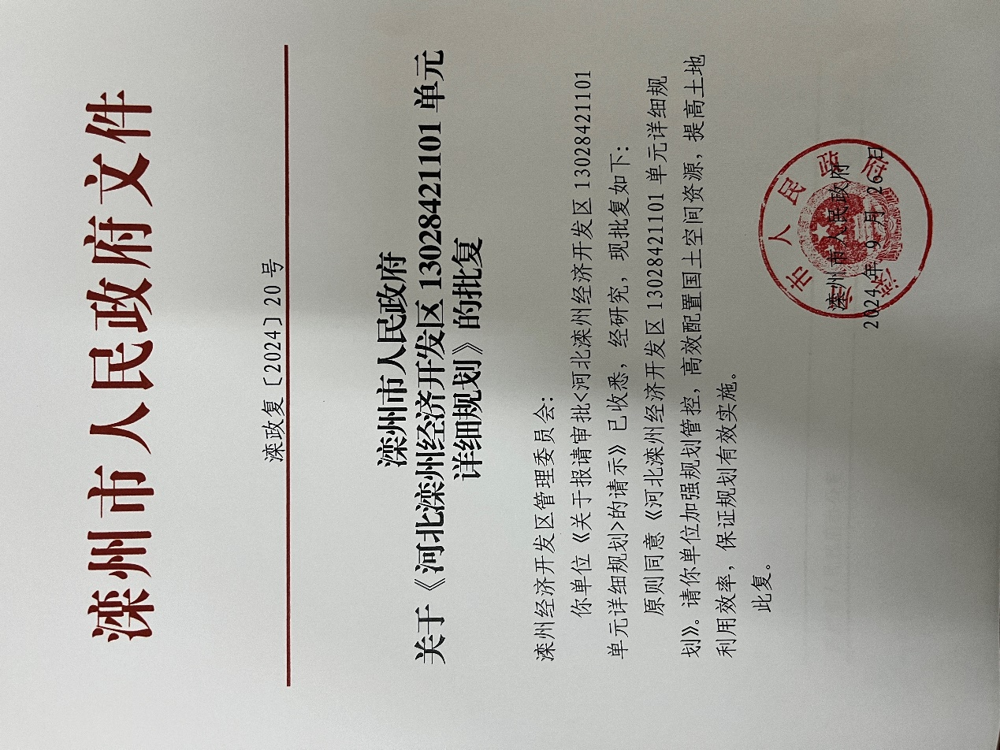 滦州市人民政府文件
滦政复〔2024〕20号
滦州市人民政府
关于《河北滦州经济开发区13028421101单元
详细规划》的批复
滦州经济开发区管理委员会:
你单位《关于报请审批<河北滦州经济开发区13028421101
单元详细规划>的请示》已收悉，经研究，现批复如下:
原则同意《河北滦州经济开发区13028421101单元详细规
划》。请你单位加强规划管控，高效配置国土空间资源，提高土地
利用效率，保证规划有效实施。
此复。
滦州市人民政府
2024年9月26日
滦州市人民政府